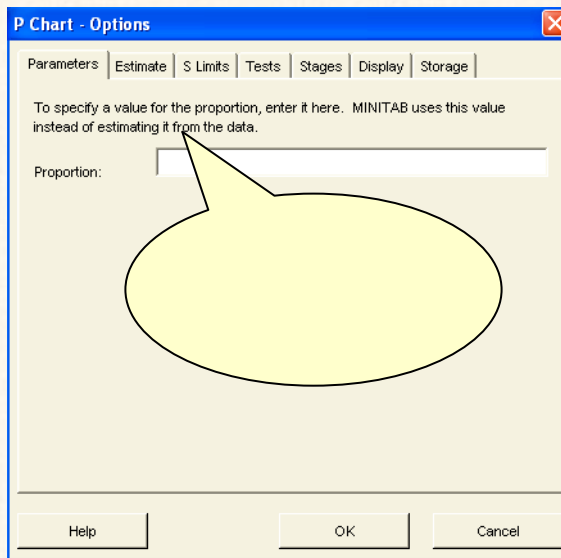 P Chart - Options
Parameters Estimate S Limits Tests Stages Display Storage
To specify a value for the proportion, enter it here. MINITAB uses this value
instead of estimating it from the data.
Proportion:
Help OK Cancel